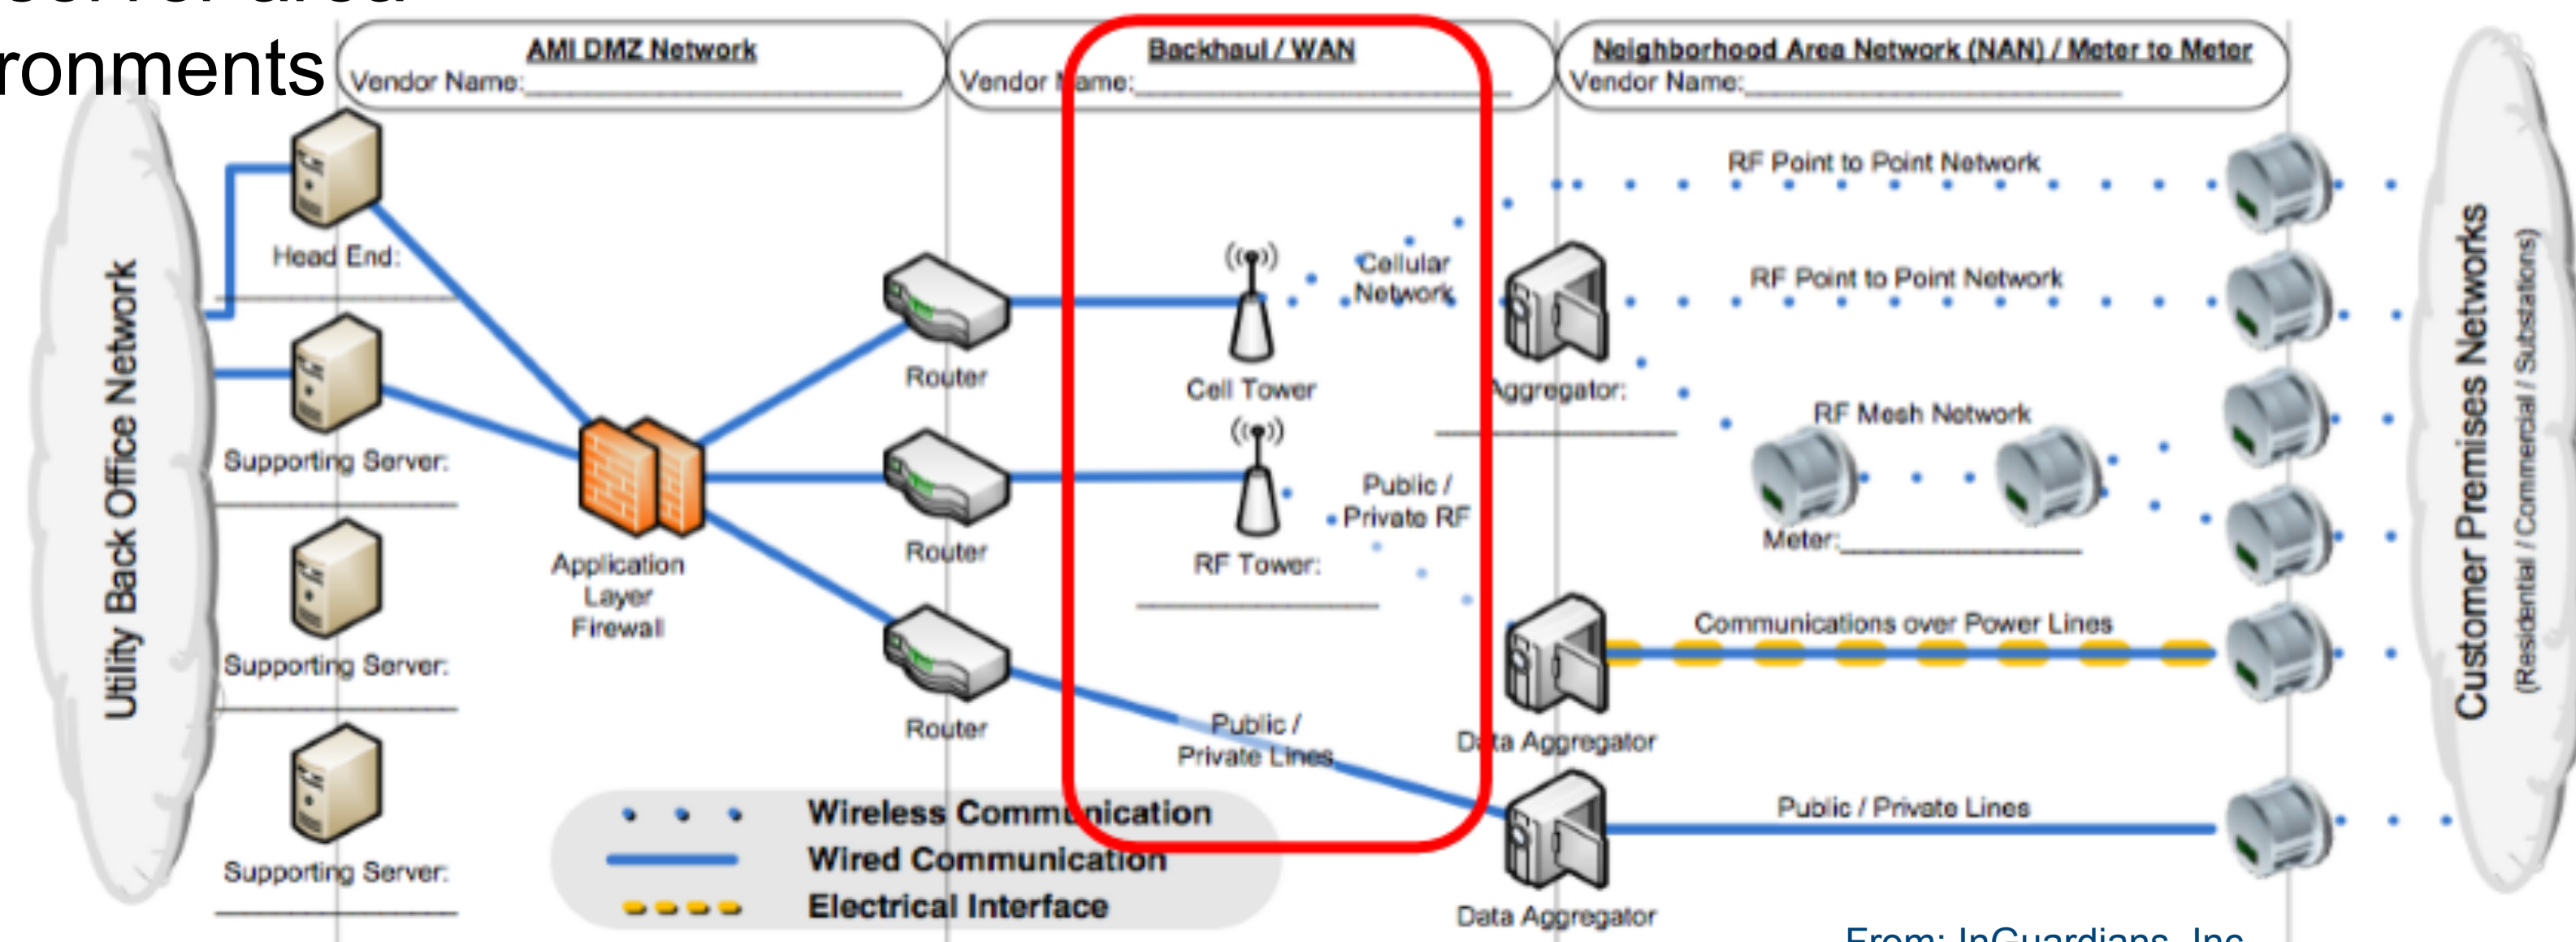 ronments
AMI DMZ Network
Vendor Name:
Backhaul / WAN
Vendor Name:
Neighborhood Area Network (NAN) / Meter to Meter
Vendor Name:
Utility Back Office Network
Head End:
Supporting Server:
Supporting Server:
Supporting Server:
Application
Layer
Firewall
Router
Router
Router
Cellular
Network
Cell Tower
Public /
Private RF
RF Tower:
Public /
Private Lines
Aggregator:
Data Aggregator
Data Aggregator
RF Point to Point Network
RF Point to Point Network
RF Mesh Network
Meter:
Communications over Power Lines
Public / Private Lines
Customer Premises Networks
(Residential / Commercial / Substations)
Wireless Communication
Wired Communication
Electrical Interface
From: InGuardians, Inc